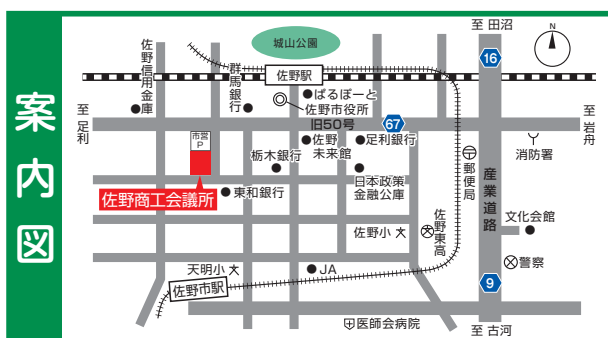 案内図
至 田沼
N
城山公園
16
佐野信用金庫
群馬銀行
佐野駅
ぱるぽーと
佐野市役所
至 足利
旧50号
67
至 岩舟
市営
P
佐野
未来館
足利銀行
消防署
栃木銀行
郵便局
産業道路
佐野商工会議所
東和銀行
日本政策
金融公庫
文化会館
佐野小
佐野東高
天明小
JA
警察
佐野市駅
9
医師会病院
至 古河